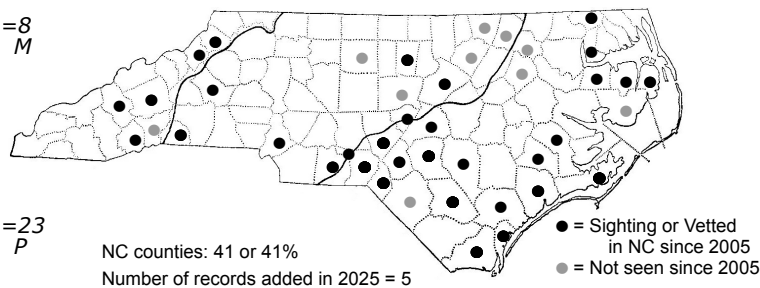 =8
M
=23
P
NC counties: 41 or 41%
Number of records added in 2025 = 5
= Sighting or Vetted
in NC since 2005
= Not seen since 2005